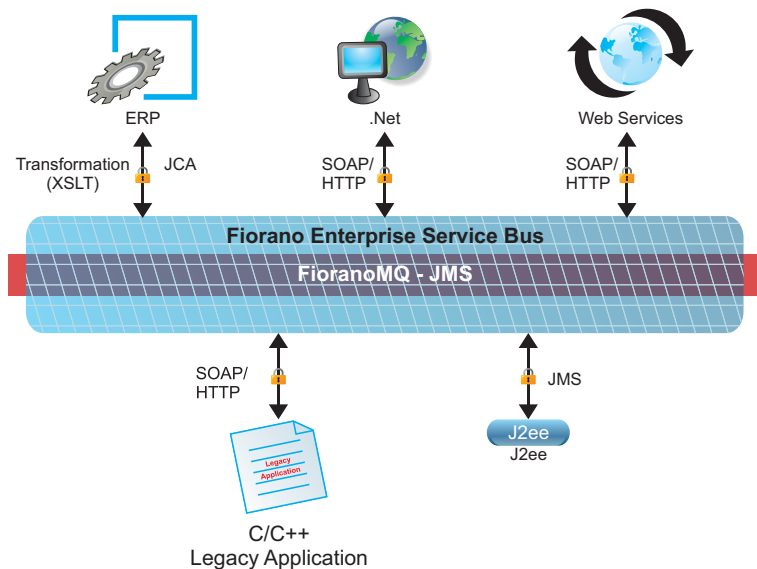 ERP
.Net
Web Services
Transformation
(XSLT)
JCA
SOAP/
HTTP
SOAP/
HTTP
Fiorano Enterprise Service Bus
FioranoMQ - JMS
SOAP/
HTTP
JMS
Legacy
Application
J2ee
J2ee
C/C++
Legacy Application